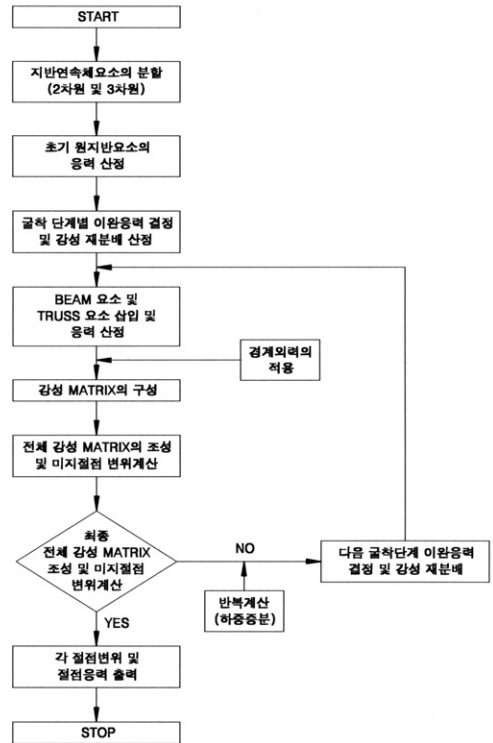 START
지반연속체요소의 분할
(2차원 및 3차원)
초기 원지반요소의
응력 산정
굴착 단계별 이완응력 결정
및 강성 재분배 산정
BEAM 요소 및
TRUSS 요소 삽입 및
응력 산정
경계외력의
적용
강성 MATRIX의 구성
전체 강성 MATRIX의 조성
및 미지절점 변위계산
최종
전체 강성 MATRIX
조성 및 미지절점
변위계산
NO
다음 굴착단계 이완응력
결정 및 강성 재분배
반복계산
(하중증분)
YES
각 절점변위 및
절점응력 출력
STOP